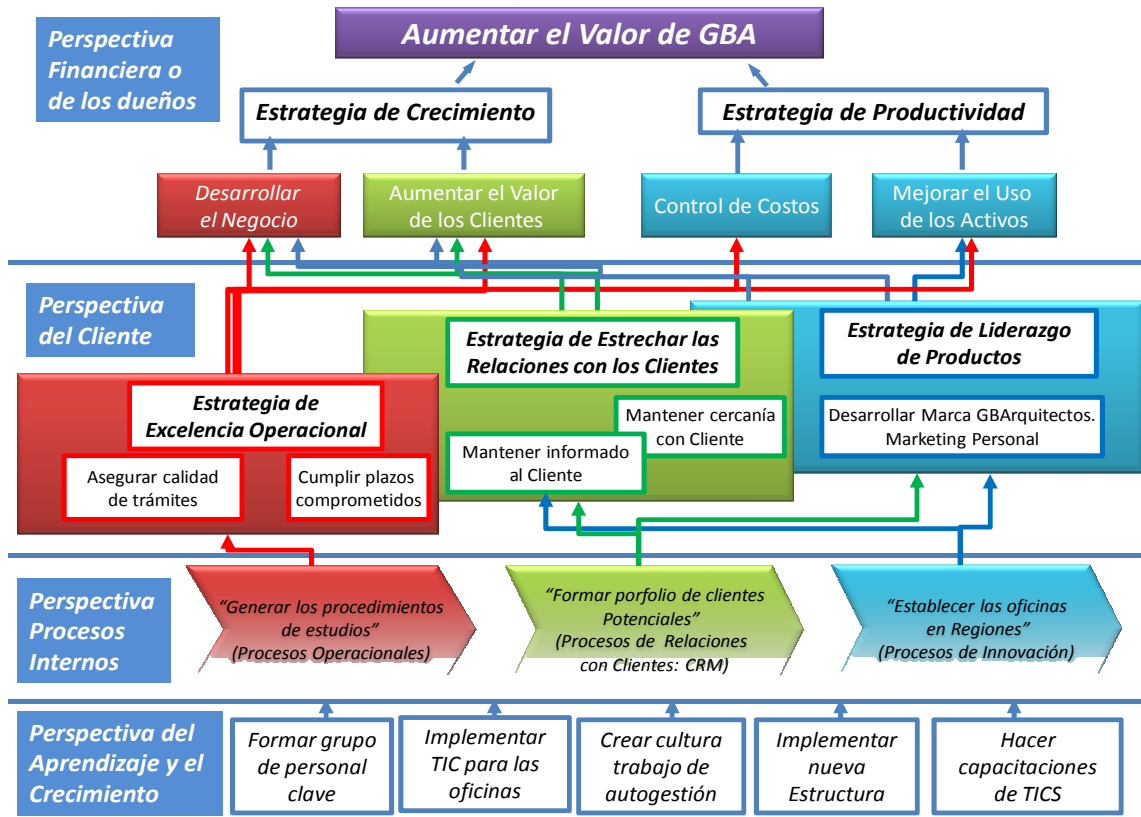 Perspectiva
Financiera o
de los dueños
Aumentar el Valor de GBA
Estrategia de Crecimiento
Estrategia de Productividad
Desarrollar
el Negocio
Aumentar el Valor
de los Clientes
Control de Costos
Mejorar el Uso
de los Activos
Perspectiva
del Cliente
Estrategia de
Excelencia Operacional
Asegurar calidad
de trámites
Cumplir plazos
comprometidos
Estrategia de Estrechar las
Relaciones con los Clientes
Mantener cercanía
con Cliente
Mantener informado
al Cliente
Estrategia de Liderazgo
de Productos
Desarrollar Marca GBArquitectos.
Marketing Personal
Perspectiva
Procesos
Internos
“Generar los procedimientos
de estudios”
(Procesos Operacionales)
“Formar porfolio de clientes
Potenciales”
(Procesos de Relaciones
con Clientes: CRM)
“Establecer las oficinas
en Regiones”
(Procesos de Innovación)
Perspectiva del
Aprendizaje y el
Crecimiento
Formar grupo
de personal
clave
Implementar
TIC para las
oficinas
Crear cultura
trabajo de
autogestión
Implementar
nueva
Estructura
Hacer
capacitaciones
de TICS